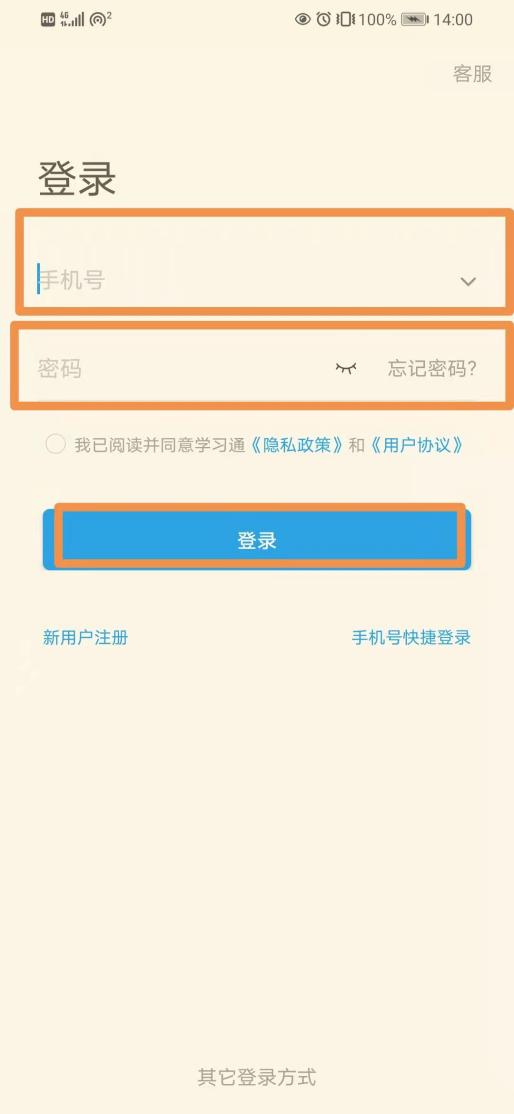 HD 4G 2 100% 14:00
客服
登录
手机号
密码 忘记密码?
我已阅读并同意学习通《隐私政策》和《用户协议》
登录
新用户注册 手机号快捷登录
其它登录方式